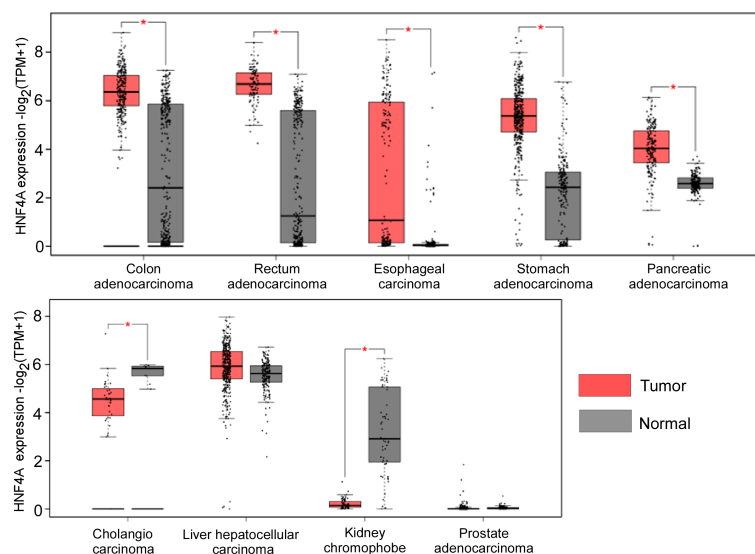 HNF4A expression -log2(TPM+1)
8
6
4
2
0
* * * * *
Colon adenocarcinoma
Rectum adenocarcinoma
Esophageal carcinoma
Stomach adenocarcinoma
Pancreatic adenocarcinoma
HNF4A expression -log2(TPM+1)
8
6
4
2
0
* *
Cholangio carcinoma
Liver hepatocellular carcinoma
Kidney chromophobe
Prostate adenocarcinoma
Tumor
Normal